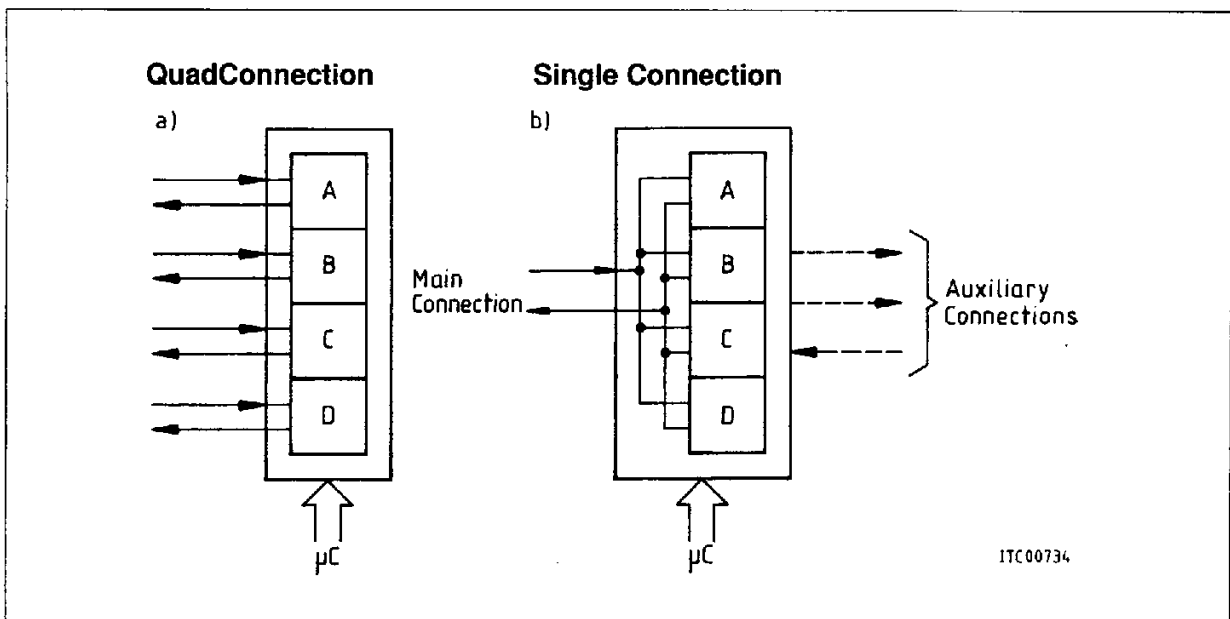 QuadConnection
Single Connection
a)
b)
A
B
C
D
µC
Main
Connection
A
B
C
D
µC
Auxiliary
Connections
ITC00734